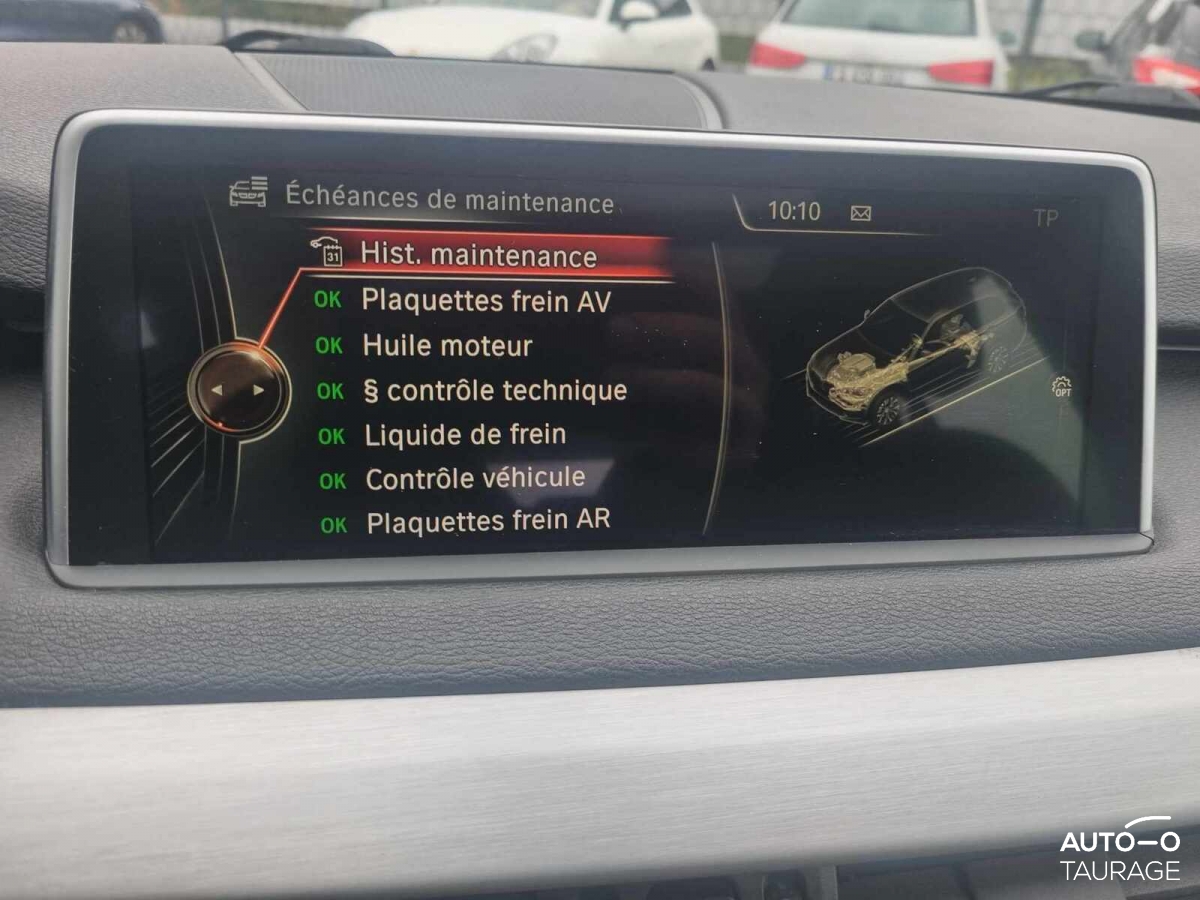 Échéances de maintenance
10:10
TP
31 Hist. maintenance
OK Plaquettes frein AV
OK Huile moteur
OK § contrôle technique
OK Liquide de frein
OK Contrôle véhicule
OK Plaquettes frein AR
OPT
AUTO-O
TAURAGE